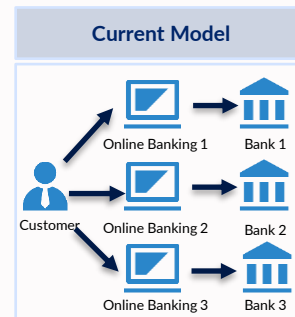 Current Model
Online Banking 1 Bank 1
Customer Online Banking 2 Bank 2
Online Banking 3 Bank 3